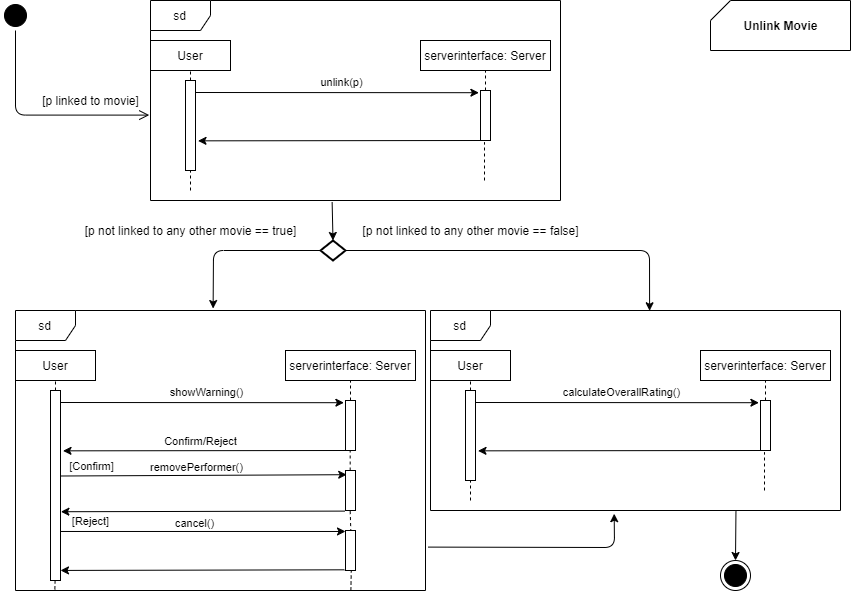 sd
Unlink Movie
User
serverinterface: Server
unlink(p)
[p linked to movie]
[p not linked to any other movie == true]
[p not linked to any other movie == false]
sd
User
serverinterface: Server
showWarning()
Confirm/Reject
[Confirm]
removePerformer()
[Reject]
cancel()
sd
User
serverinterface: Server
calculateOverallRating()